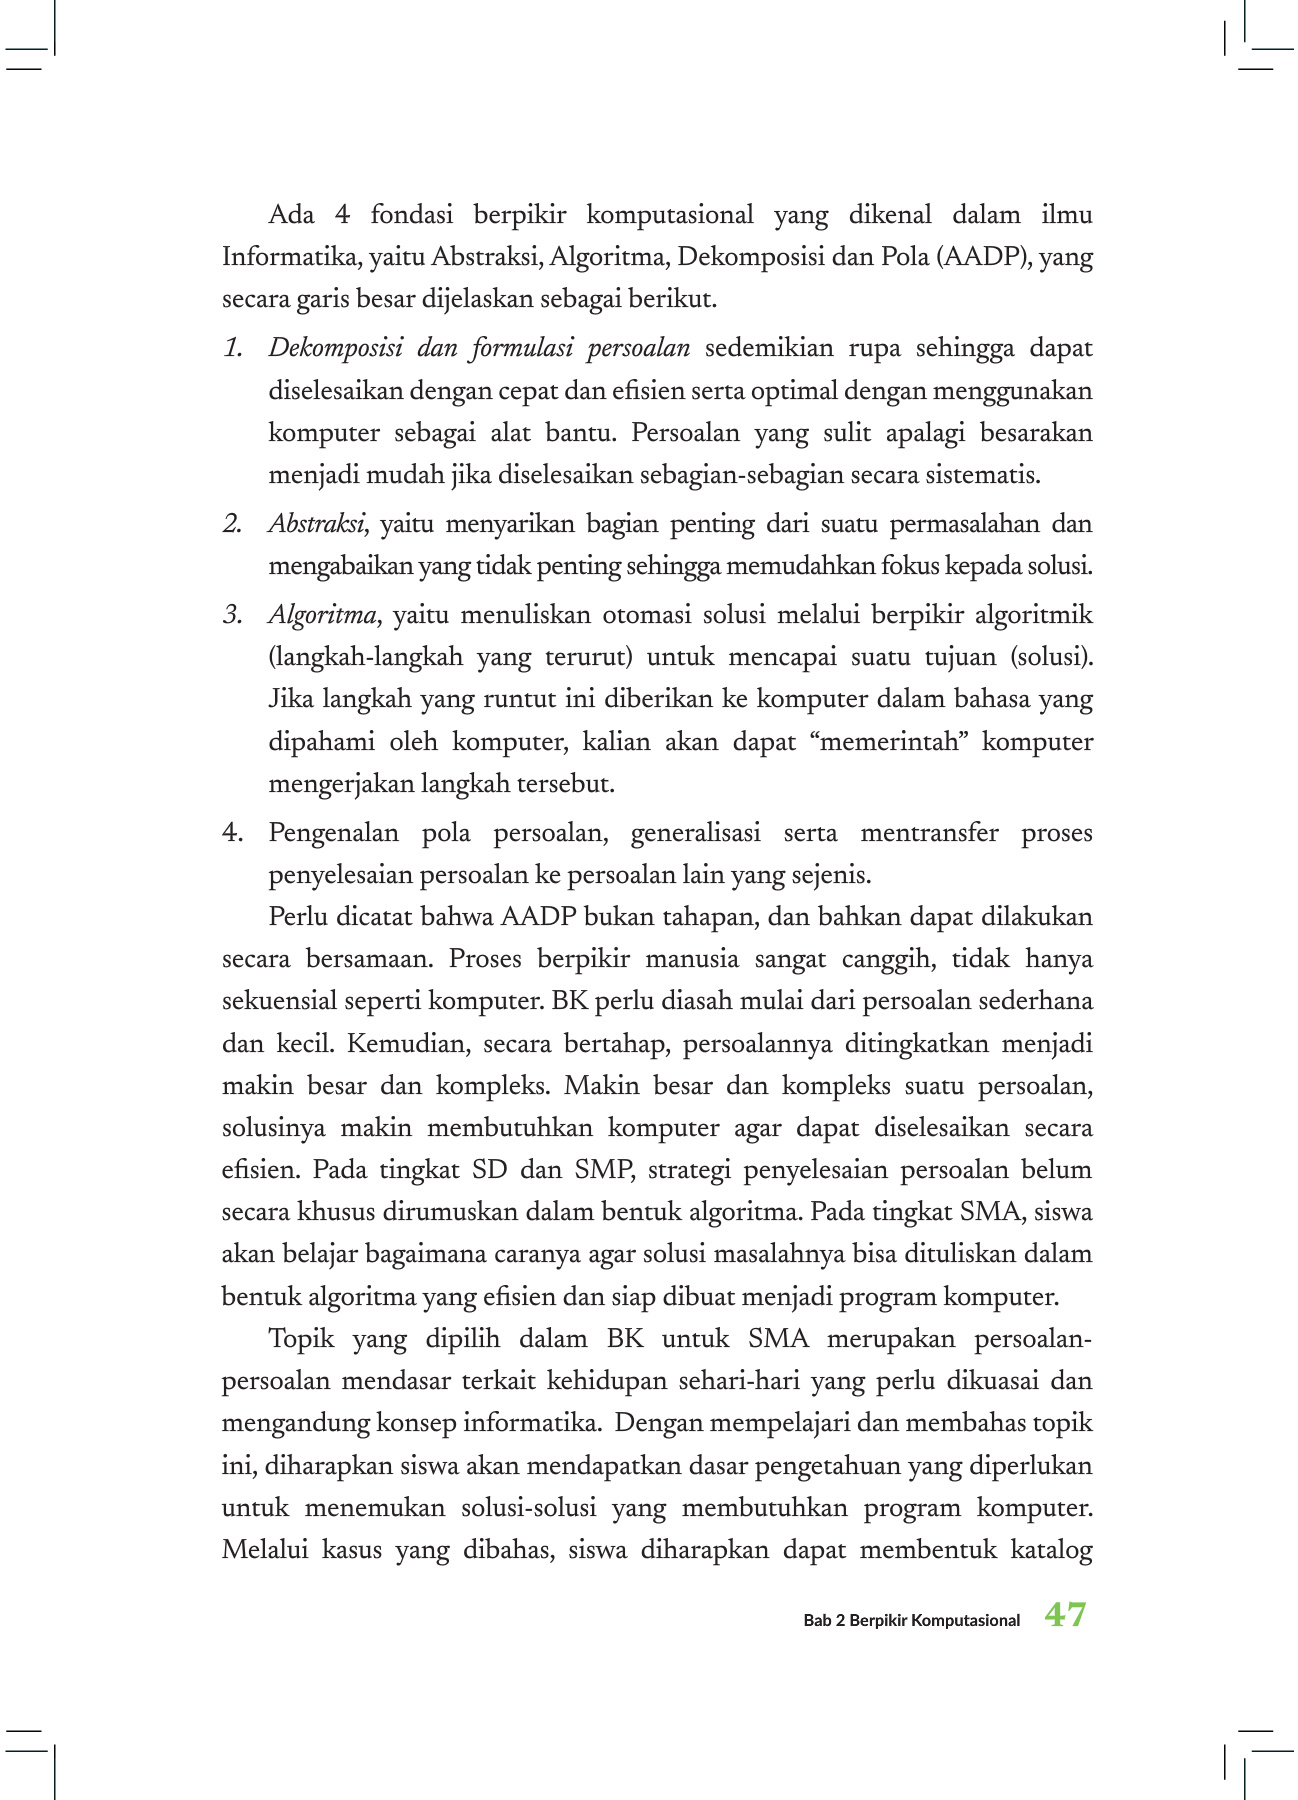 Ada 4 fondasi berpikir komputasional yang dikenal dalam ilmu
Informatika, yaitu Abstraksi, Algoritma, Dekomposisi dan Pola (AADP), yang
secara garis besar dijelaskan sebagai berikut.
1. Dekomposisi dan formulasi persoalan sedemikian rupa sehingga dapat
diselesaikan dengan cepat dan efisien serta optimal dengan menggunakan
komputer sebagai alat bantu. Persoalan yang sulit apalagi besarakan
menjadi mudah jika diselesaikan sebagian-sebagian secara sistematis.
2. Abstraksi, yaitu menyarikan bagian penting dari suatu permasalahan dan
mengabaikan yang tidak penting sehingga memudahkan fokus kepada solusi.
3. Algoritma, yaitu menuliskan otomasi solusi melalui berpikir algoritmik
(langkah-langkah yang terurut) untuk mencapai suatu tujuan (solusi).
Jika langkah yang runtut ini diberikan ke komputer dalam bahasa yang
dipahami oleh komputer, kalian akan dapat “memerintah” komputer
mengerjakan langkah tersebut.
4. Pengenalan pola persoalan, generalisasi serta mentransfer proses
penyelesaian persoalan ke persoalan lain yang sejenis.
Perlu dicatat bahwa AADP bukan tahapan, dan bahkan dapat dilakukan
secara bersamaan. Proses berpikir manusia sangat canggih, tidak hanya
sekuensial seperti komputer. BK perlu diasah mulai dari persoalan sederhana
dan kecil. Kemudian, secara bertahap, persoalannya ditingkatkan menjadi
makin besar dan kompleks. Makin besar dan kompleks suatu persoalan,
solusinya makin membutuhkan komputer agar dapat diselesaikan secara
efisien. Pada tingkat SD dan SMP, strategi penyelesaian persoalan belum
secara khusus dirumuskan dalam bentuk algoritma. Pada tingkat SMA, siswa
akan belajar bagaimana caranya agar solusi masalahnya bisa dituliskan dalam
bentuk algoritma yang efisien dan siap dibuat menjadi program komputer.
Topik yang dipilih dalam BK untuk SMA merupakan persoalan-
persoalan mendasar terkait kehidupan sehari-hari yang perlu dikuasai dan
mengandung konsep informatika. Dengan mempelajari dan membahas topik
ini, diharapkan siswa akan mendapatkan dasar pengetahuan yang diperlukan
untuk menemukan solusi-solusi yang membutuhkan program komputer.
Melalui kasus yang dibahas, siswa diharapkan dapat membentuk katalog
Bab 2 Berpikir Komputasional 47